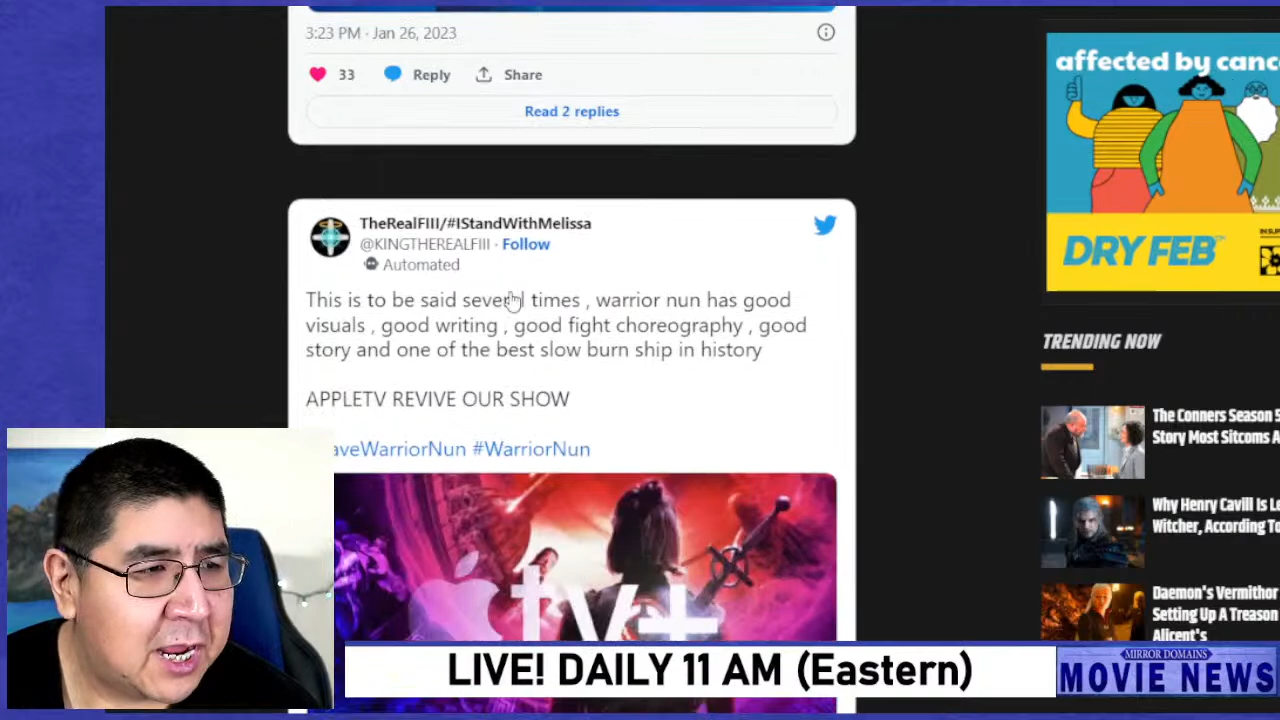 3:23 PM · Jan 26, 2023
33 Reply Share
Read 2 replies
TheRealFIII/#IStandWithMelissa
@KINGTHEREALFIII · Follow
Automated
This is to be said several times , warrior nun has good
visuals , good writing , good fight choreography , good
story and one of the best slow burn ship in history
APPLETV REVIVE OUR SHOW
aveWarriorNun #WarriorNun
tv+
affected by canc
DRY FEB
TRENDING NOW
The Conners Season 5
Story Most Sitcoms A
Why Henry Cavill Is Le
Witcher, According To
Daemon's Vermithor
Setting Up A Treason
Alicent's
LIVE! DAILY 11 AM (Eastern)
MIRROR DOMAINS
MOVIE NEWS